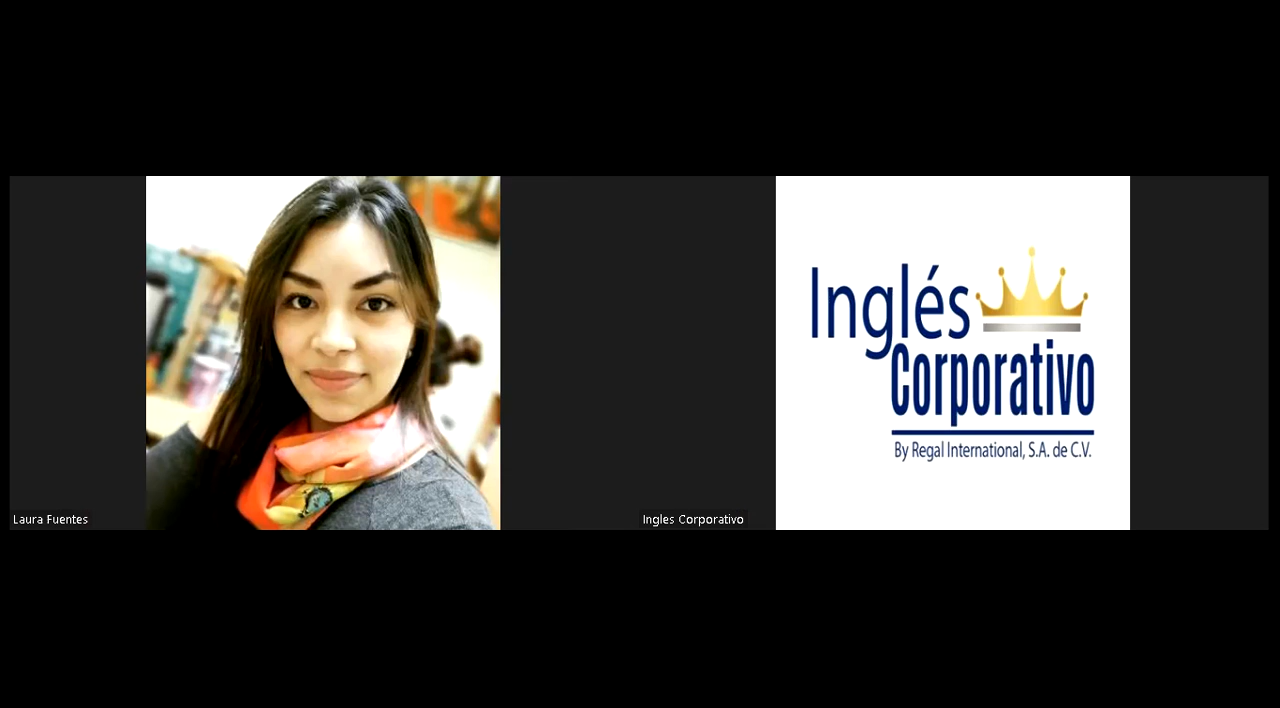 Inglés
Corporativo
By Regal International, S.A. de C.V.
Laura Fuentes
Ingles Corporativo